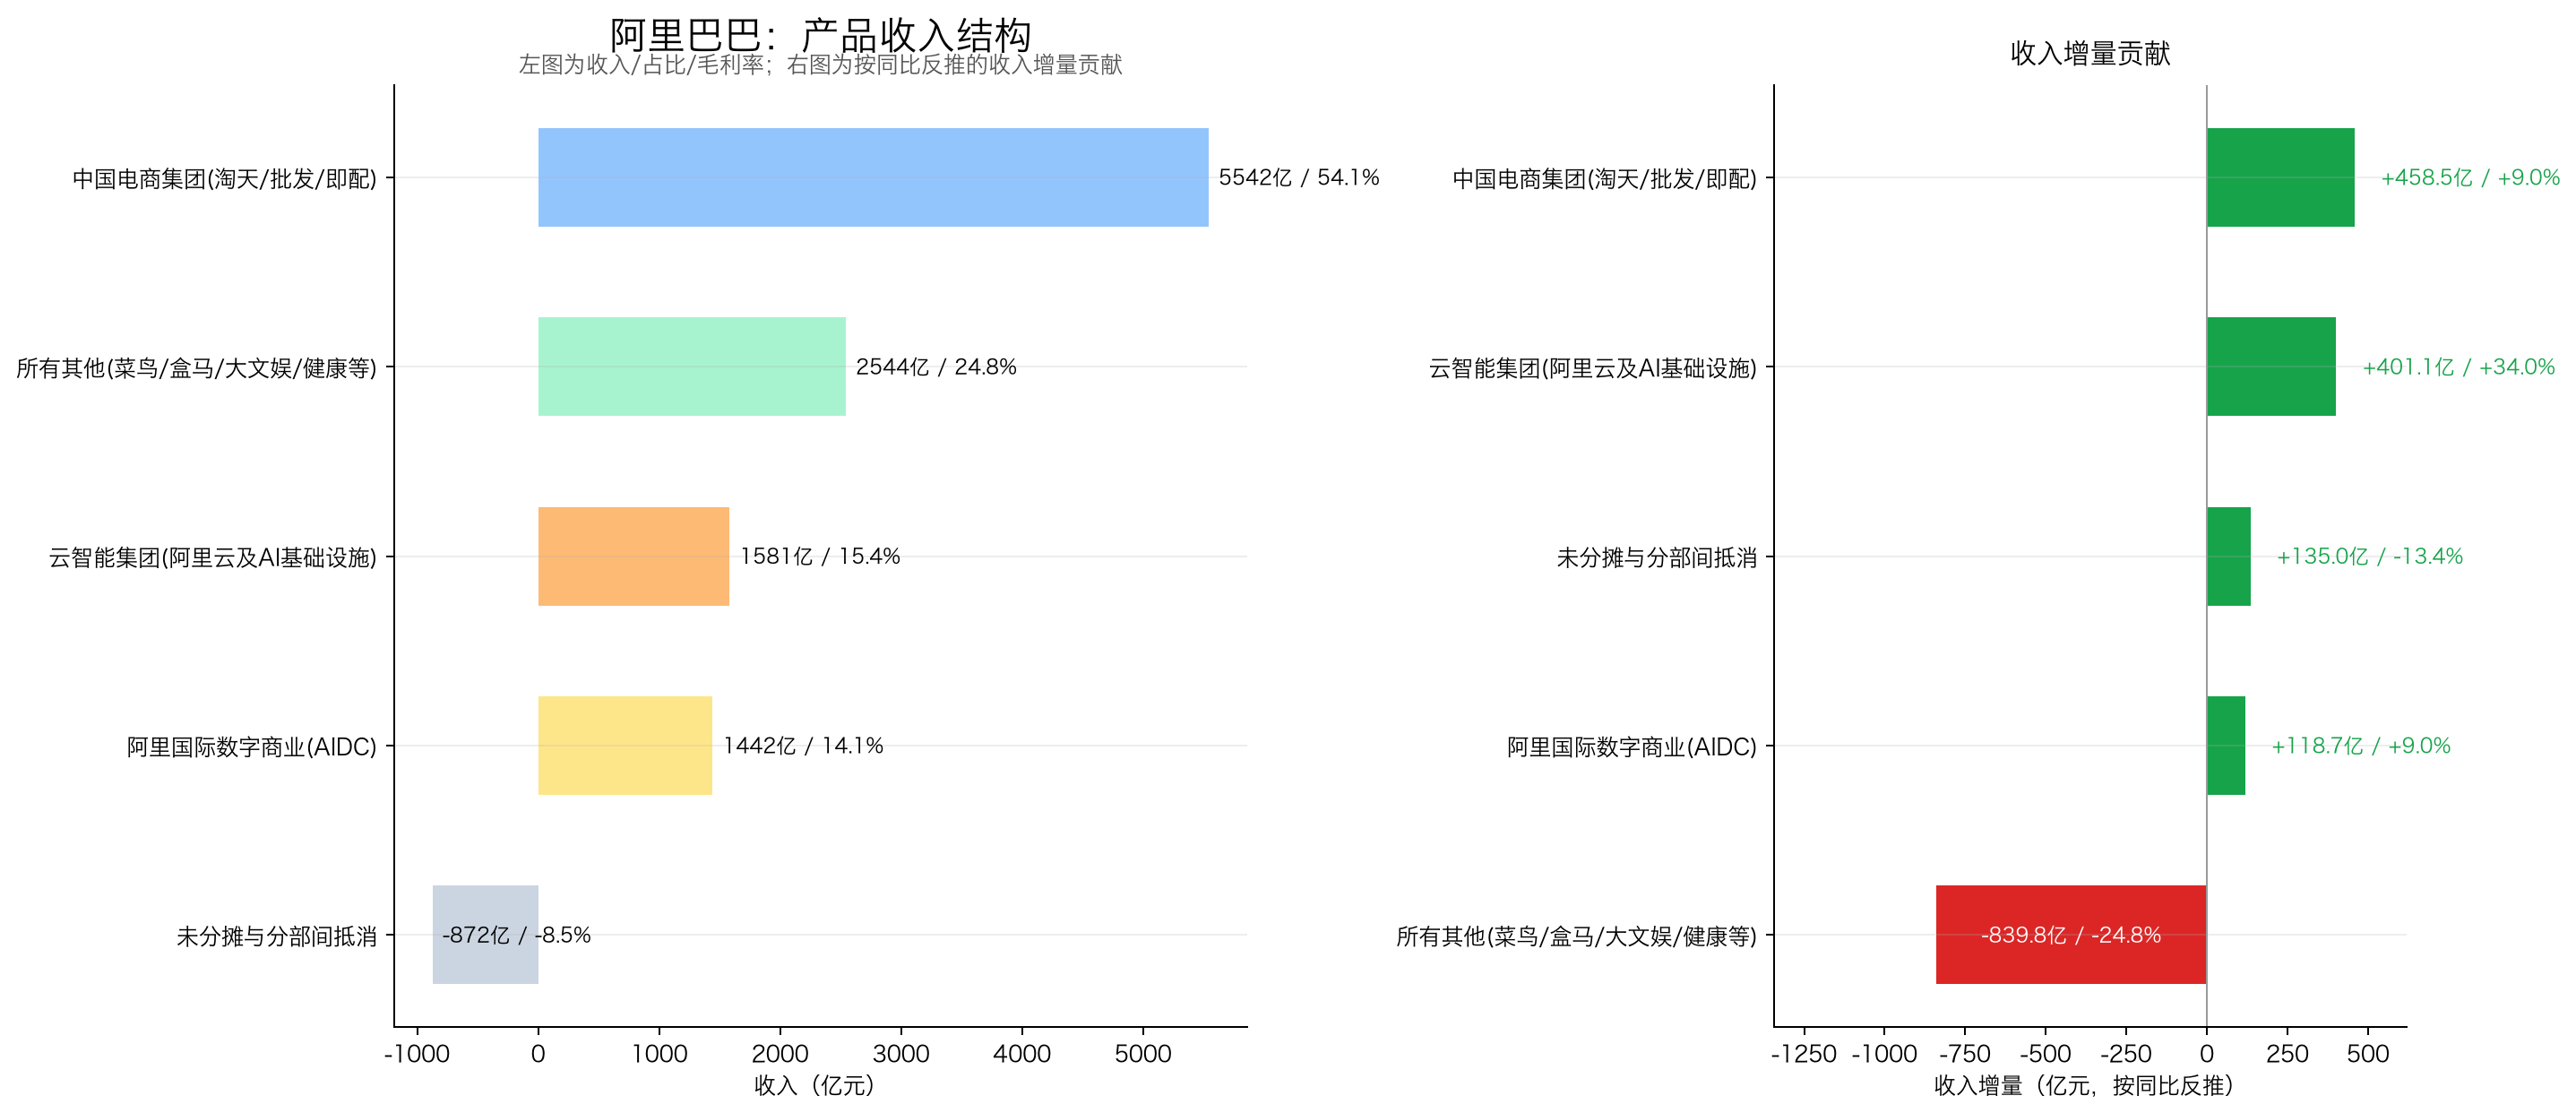 阿里巴巴：产品收入结构
左图为收入/占比/毛利率；右图为按同比反推的收入增量贡献
中国电商集团(淘天/批发/即配)
5542亿 / 54.1%
所有其他(菜鸟/盒马/大文娱/健康等)
2544亿 / 24.8%
云智能集团(阿里云及AI基础设施)
1581亿 / 15.4%
阿里国际数字商业(AIDC)
1442亿 / 14.1%
未分摊与分部间抵消
-872亿 / -8.5%
-1000 0 1000 2000 3000 4000 5000
收入（亿元）
收入增量贡献
中国电商集团(淘天/批发/即配)
+458.5亿 / +9.0%
云智能集团(阿里云及AI基础设施)
+401.1亿 / +34.0%
未分摊与分部间抵消
+135.0亿 / -13.4%
阿里国际数字商业(AIDC)
+118.7亿 / +9.0%
所有其他(菜鸟/盒马/大文娱/健康等)
-839.8亿 / -24.8%
-1250 -1000 -750 -500 -250 0 250 500
收入增量（亿元，按同比反推）